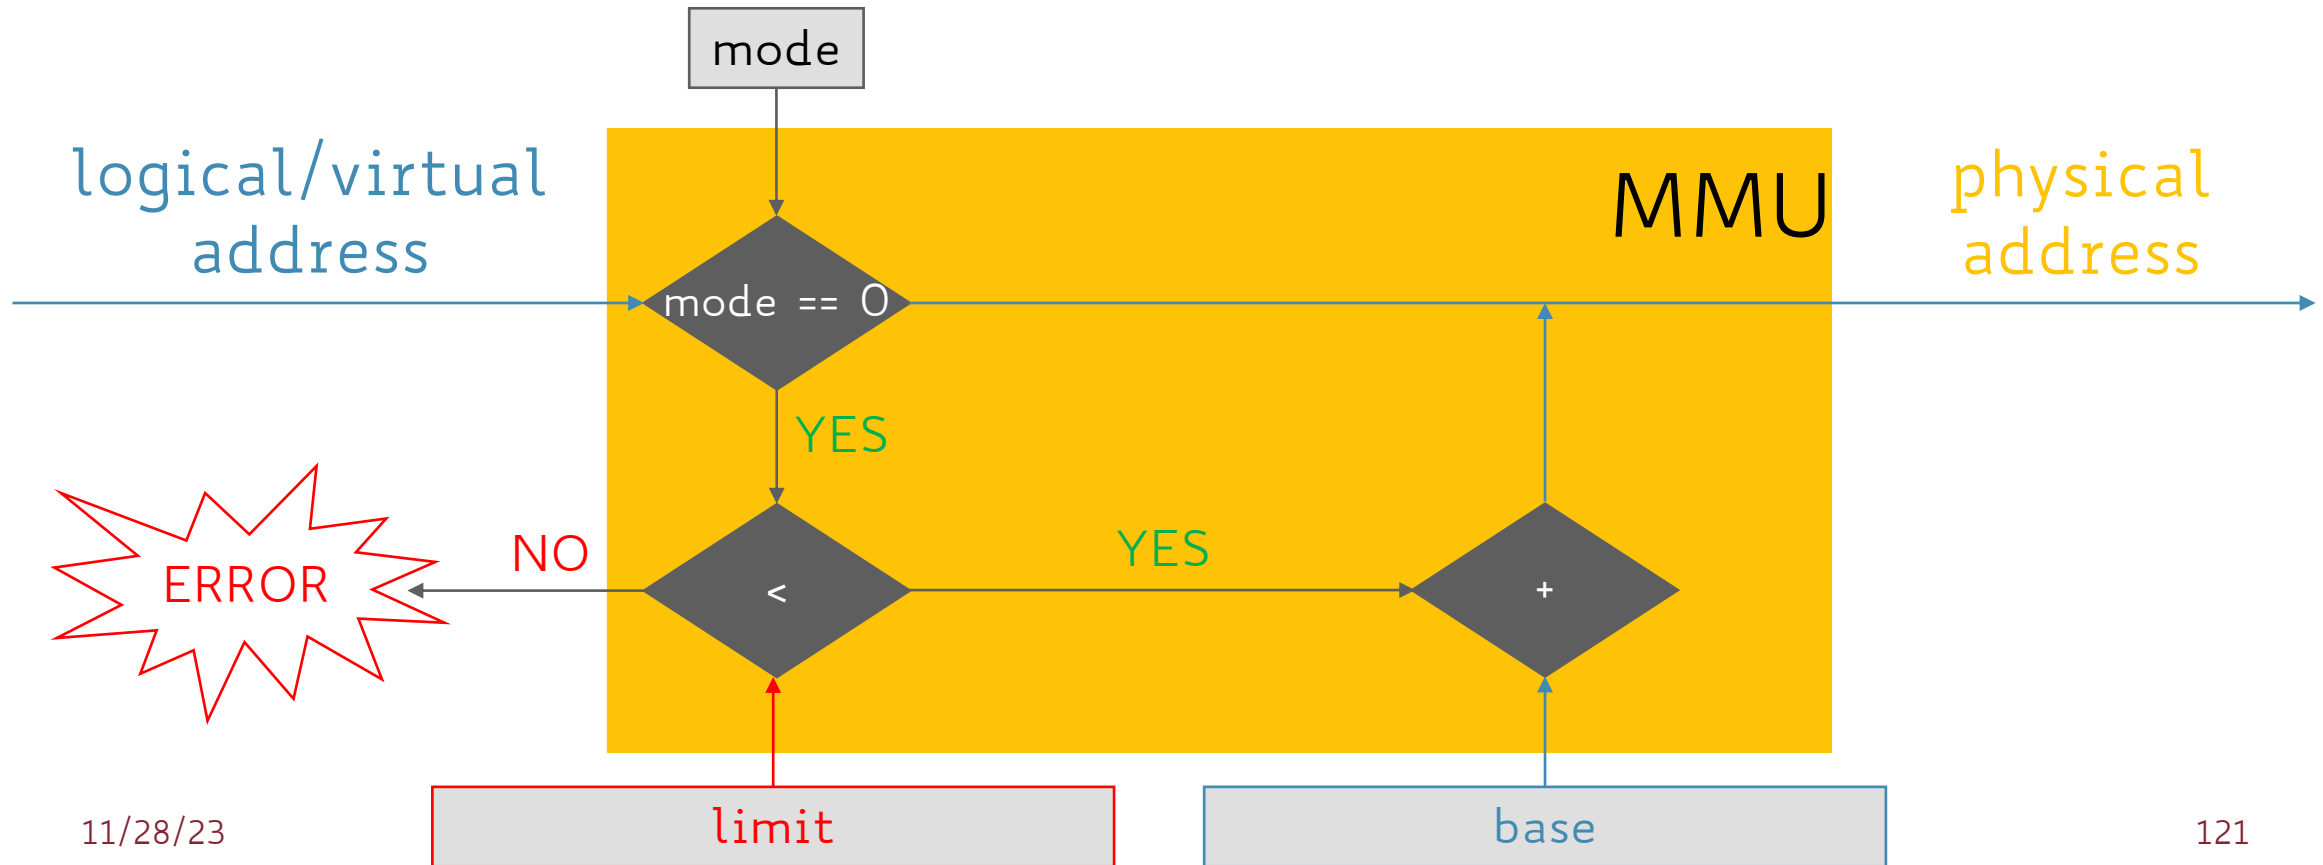 mode
logical/virtual
address
MMU
physical
address
mode == 0
YES
NO
YES
ERROR
<
+
limit
base
11/28/23
121